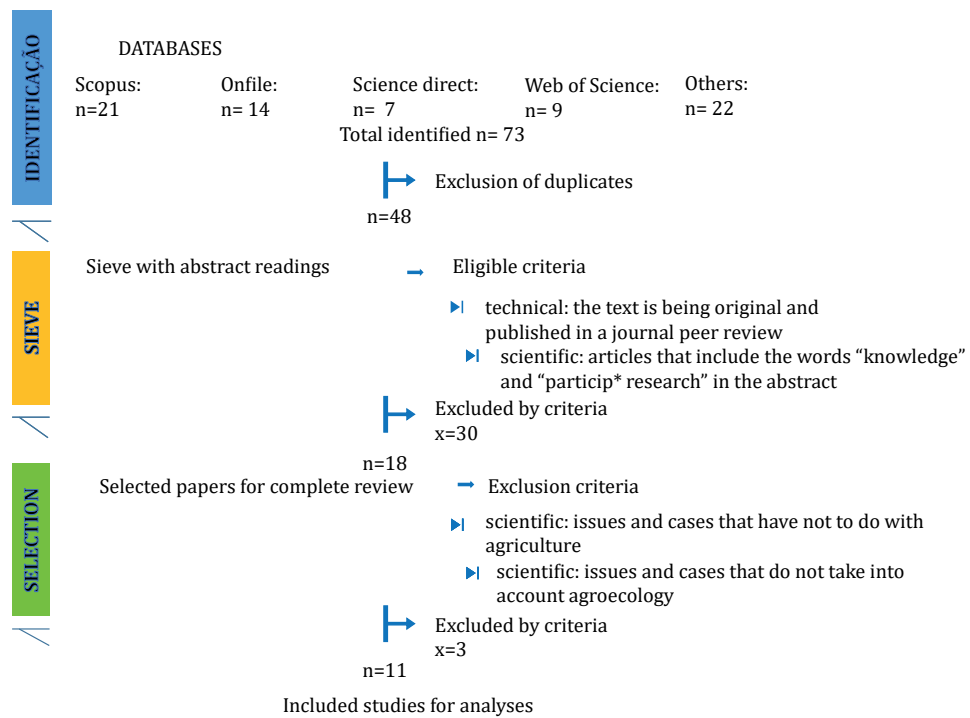 IDENTIFICAÇÃO
DATABASES
Scopus:
n=21
Onfile:
n= 14
Science direct:
n= 7
Web of Science:
n= 9
Others:
n= 22
Total identified n= 73
Exclusion of duplicates
n=48
SIEVE
Sieve with abstract readings
Eligible criteria
technical: the text is being original and
published in a journal peer review
scientific: articles that include the words “knowledge”
and “particip* research” in the abstract
Excluded by criteria
x=30
n=18
SELECTION
Selected papers for complete review
Exclusion criteria
scientific: issues and cases that have not to do with
agriculture
scientific: issues and cases that do not take into
account agroecology
Excluded by criteria
x=3
n=11
Included studies for analyses